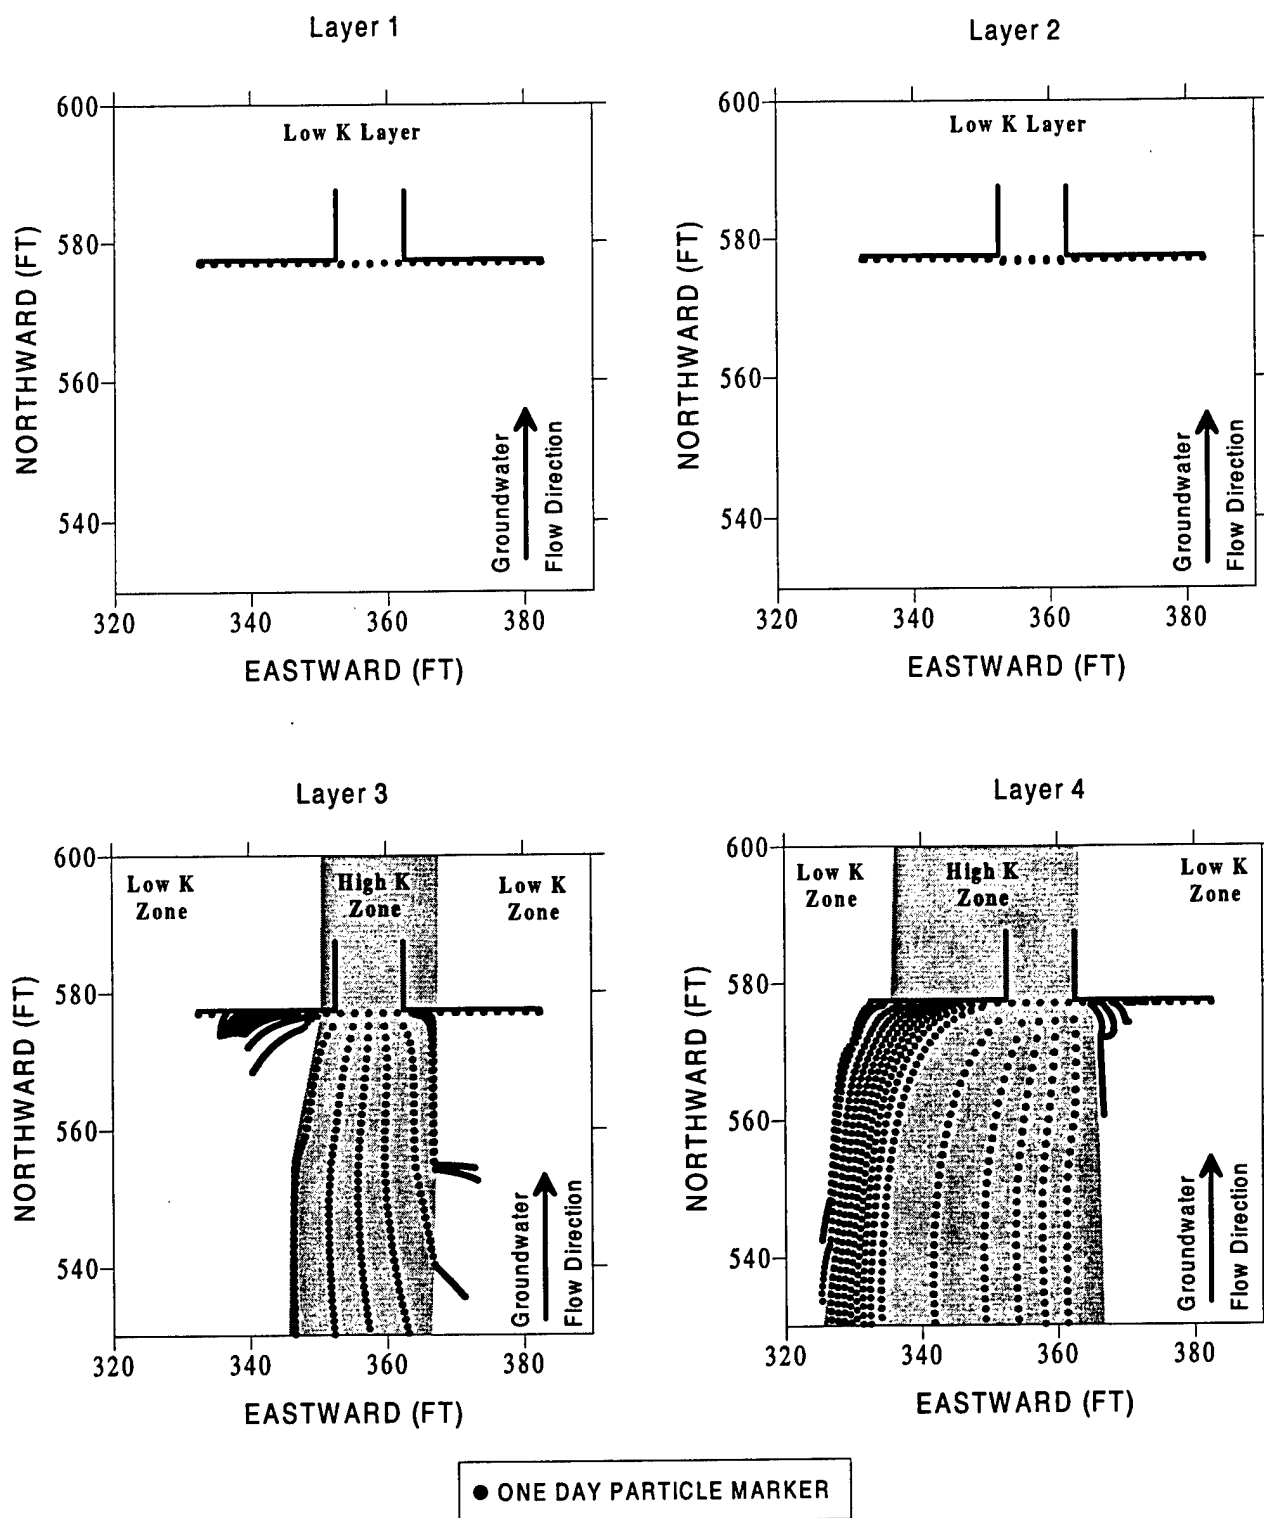 Layer 1
600
580
560
540
320
340
360
380
NORTHWARD (FT)
EASTWARD (FT)
Low K Layer
Groundwater
Flow Direction
Layer 2
600
580
560
540
320
340
360
380
NORTHWARD (FT)
EASTWARD (FT)
Low K Layer
Groundwater
Flow Direction
Layer 3
600
580
560
540
320
340
360
380
NORTHWARD (FT)
EASTWARD (FT)
Low K
Zone
High K
Zone
Low K
Zone
Groundwater
Flow Direction
Layer 4
600
580
560
540
320
340
360
380
NORTHWARD (FT)
EASTWARD (FT)
Low K
Zone
High K
Zone
Low K
Zone
Groundwater
Flow Direction
ONE DAY PARTICLE MARKER